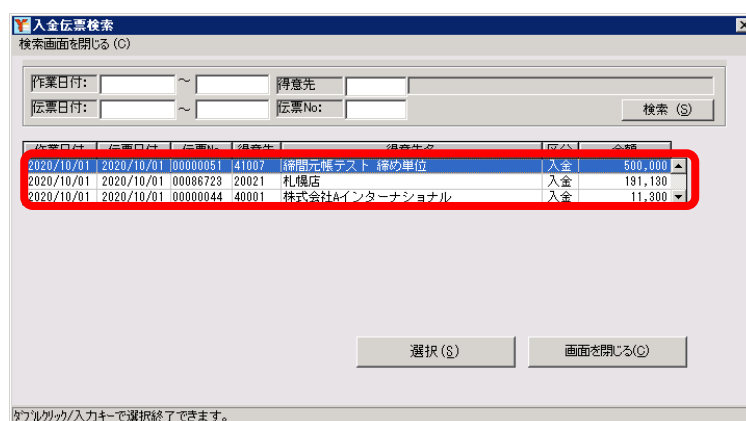 入金伝票検索
検索画面を閉じる (C)
作業日付: ～ 得意先
伝票日付: ～ 伝票No: 検索 (S)
作業日付 伝票日付 伝票No 得意先 得意先名 区分 金額
2020/10/01 2020/10/01 00000051 41007 締間元帳テスト 締め単位 入金 500,000
2020/10/01 2020/10/01 00086723 20021 札幌店 入金 191,130
2020/10/01 2020/10/01 00000044 40001 株式会社Aインターナショナル 入金 11,300
選択(S) 画面を閉じる(C)
ﾀﾞﾌﾞﾙｸﾘｯｸ/入力キーで選択終了できます。